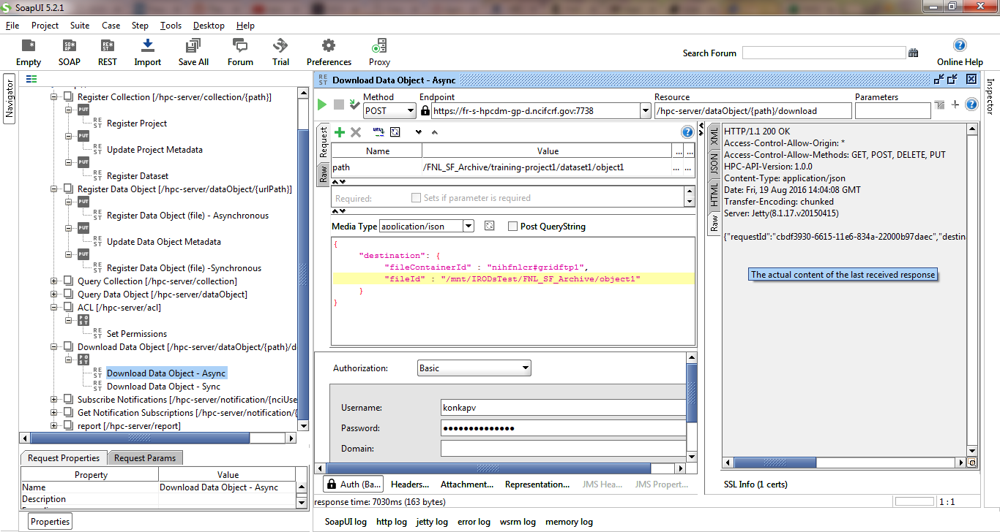 SoapUI 5.2.1
File Project Suite Case Step Tools Desktop Help
Empty SOAP REST Import Save All Forum Trial Preferences Proxy
Search Forum
Online Help
Navigator
Register Collection [/hpc-server/collection/{path}]
PUT
REST Register Project
PUT
REST Update Project Metadata
PUT
REST Register Dataset
Register Data Object [/hpc-server/dataObject/{urlPath}]
PUT
REST Register Data Object (file) - Asynchronous
PUT
REST Update Data Object Metadata
PUT
REST Register Data Object (file) -Synchronous
Query Collection [/hpc-server/collection]
Query Data Object [/hpc-server/dataObject]
ACL [/hpc-server/acl]
POST
REST Set Permissions
Download Data Object [/hpc-server/dataObject/{path}/d
POST
REST Download Data Object - Async
REST Download Data Object - Sync
Subscribe Notifications [/hpc-server/notification/{nciUse
Get Notification Subscriptions [/hpc-server/notification/{
report [/hpc-server/report]
Request Properties Request Params
Property Value
Name Download Data Object - Async
Description
Properties
REST Download Data Object - Async
Method Endpoint Resource Parameters
POST https://fr-s-hpcdm-gp-d.ncifcrf.gov:7738 /hpc-server/dataObject/{path}/download
Request
Raw
Name Value ... ...
path /FNL_SF_Archive/training-project1/dataset1/object1 ... ...
Required: Sets if parameter is required
Media Type application/json Post QueryString
{
"destination": {
"fileContainerId" : "nihfnlcr#gridftp1",
"fileId" : "/mnt/IRODsTest/FNL_SF_Archive/object1"
}
}
Authorization: Basic
Username: konkapv
Password: ●●●●●●●●●●●●●●
Domain:
Auth (Ba... Headers... Attachment... Representation... JMS Hea... JMS Propert...
response time: 7030ms (163 bytes)
XML
JSON
HTML
Raw
HTTP/1.1 200 OK
Access-Control-Allow-Origin: *
Access-Control-Allow-Methods: GET, POST, DELETE, PUT
HPC-API-Version: 1.0.0
Content-Type: application/json
Date: Fri, 19 Aug 2016 14:04:08 GMT
Transfer-Encoding: chunked
Server: Jetty(8.1.17.v20150415)
{"requestId":"cbdf3930-6615-11e6-834a-22000b97daec","destina
The actual content of the last received response
SSL Info (1 certs)
1 : 1
Inspector
SoapUI log http log jetty log error log wsrm log memory log